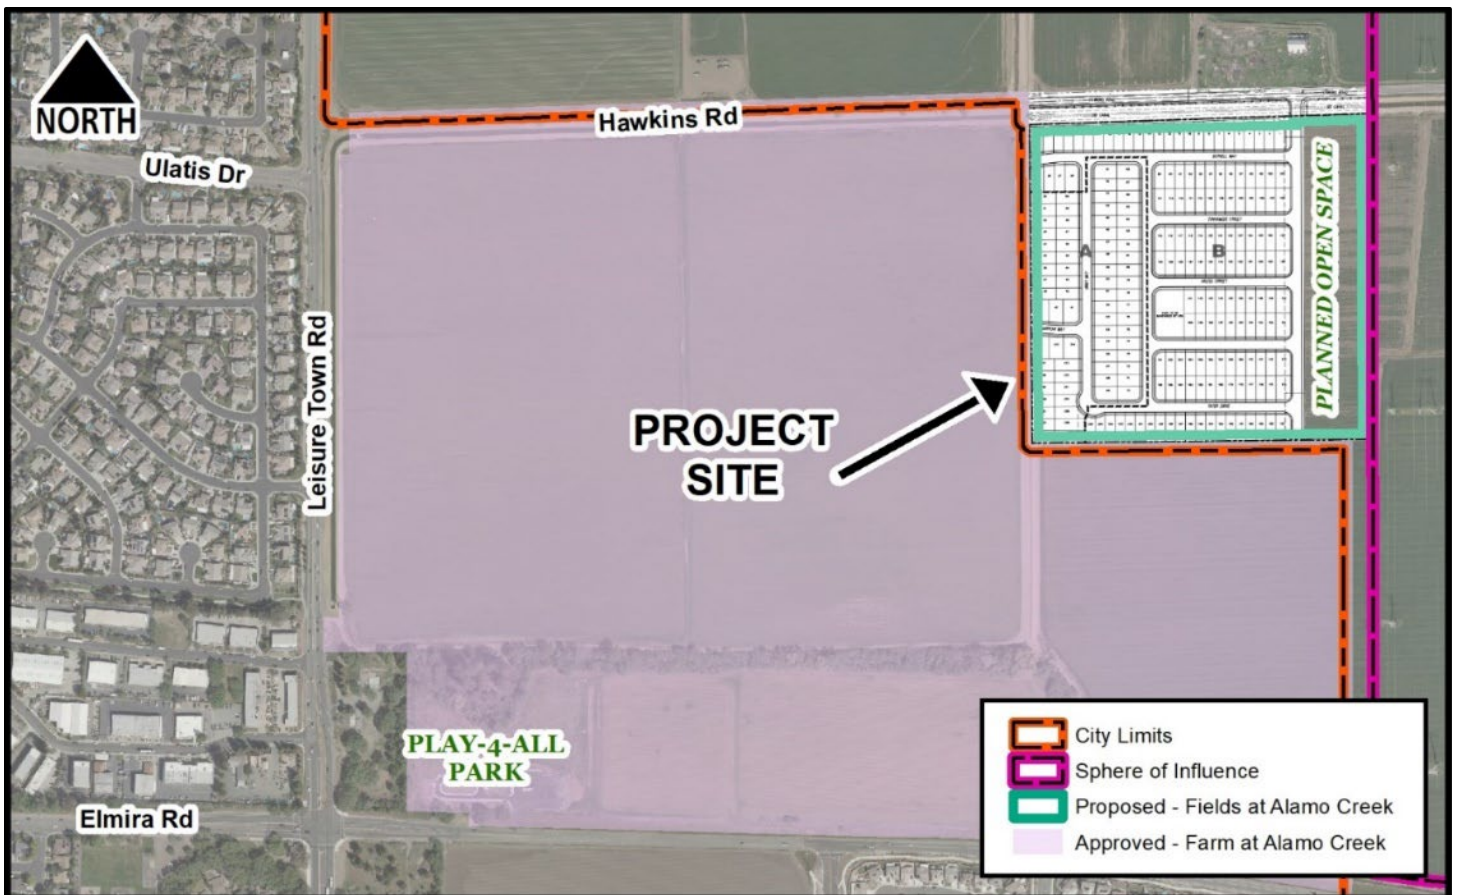 NORTH
Ulatis Dr
Hawkins Rd
Leisure Town Rd
PLANNED OPEN SPACE
A
B
PROJECT
SITE
PLAY-4-ALL
PARK
Elmira Rd
City Limits
Sphere of Influence
Proposed - Fields at Alamo Creek
Approved - Farm at Alamo Creek